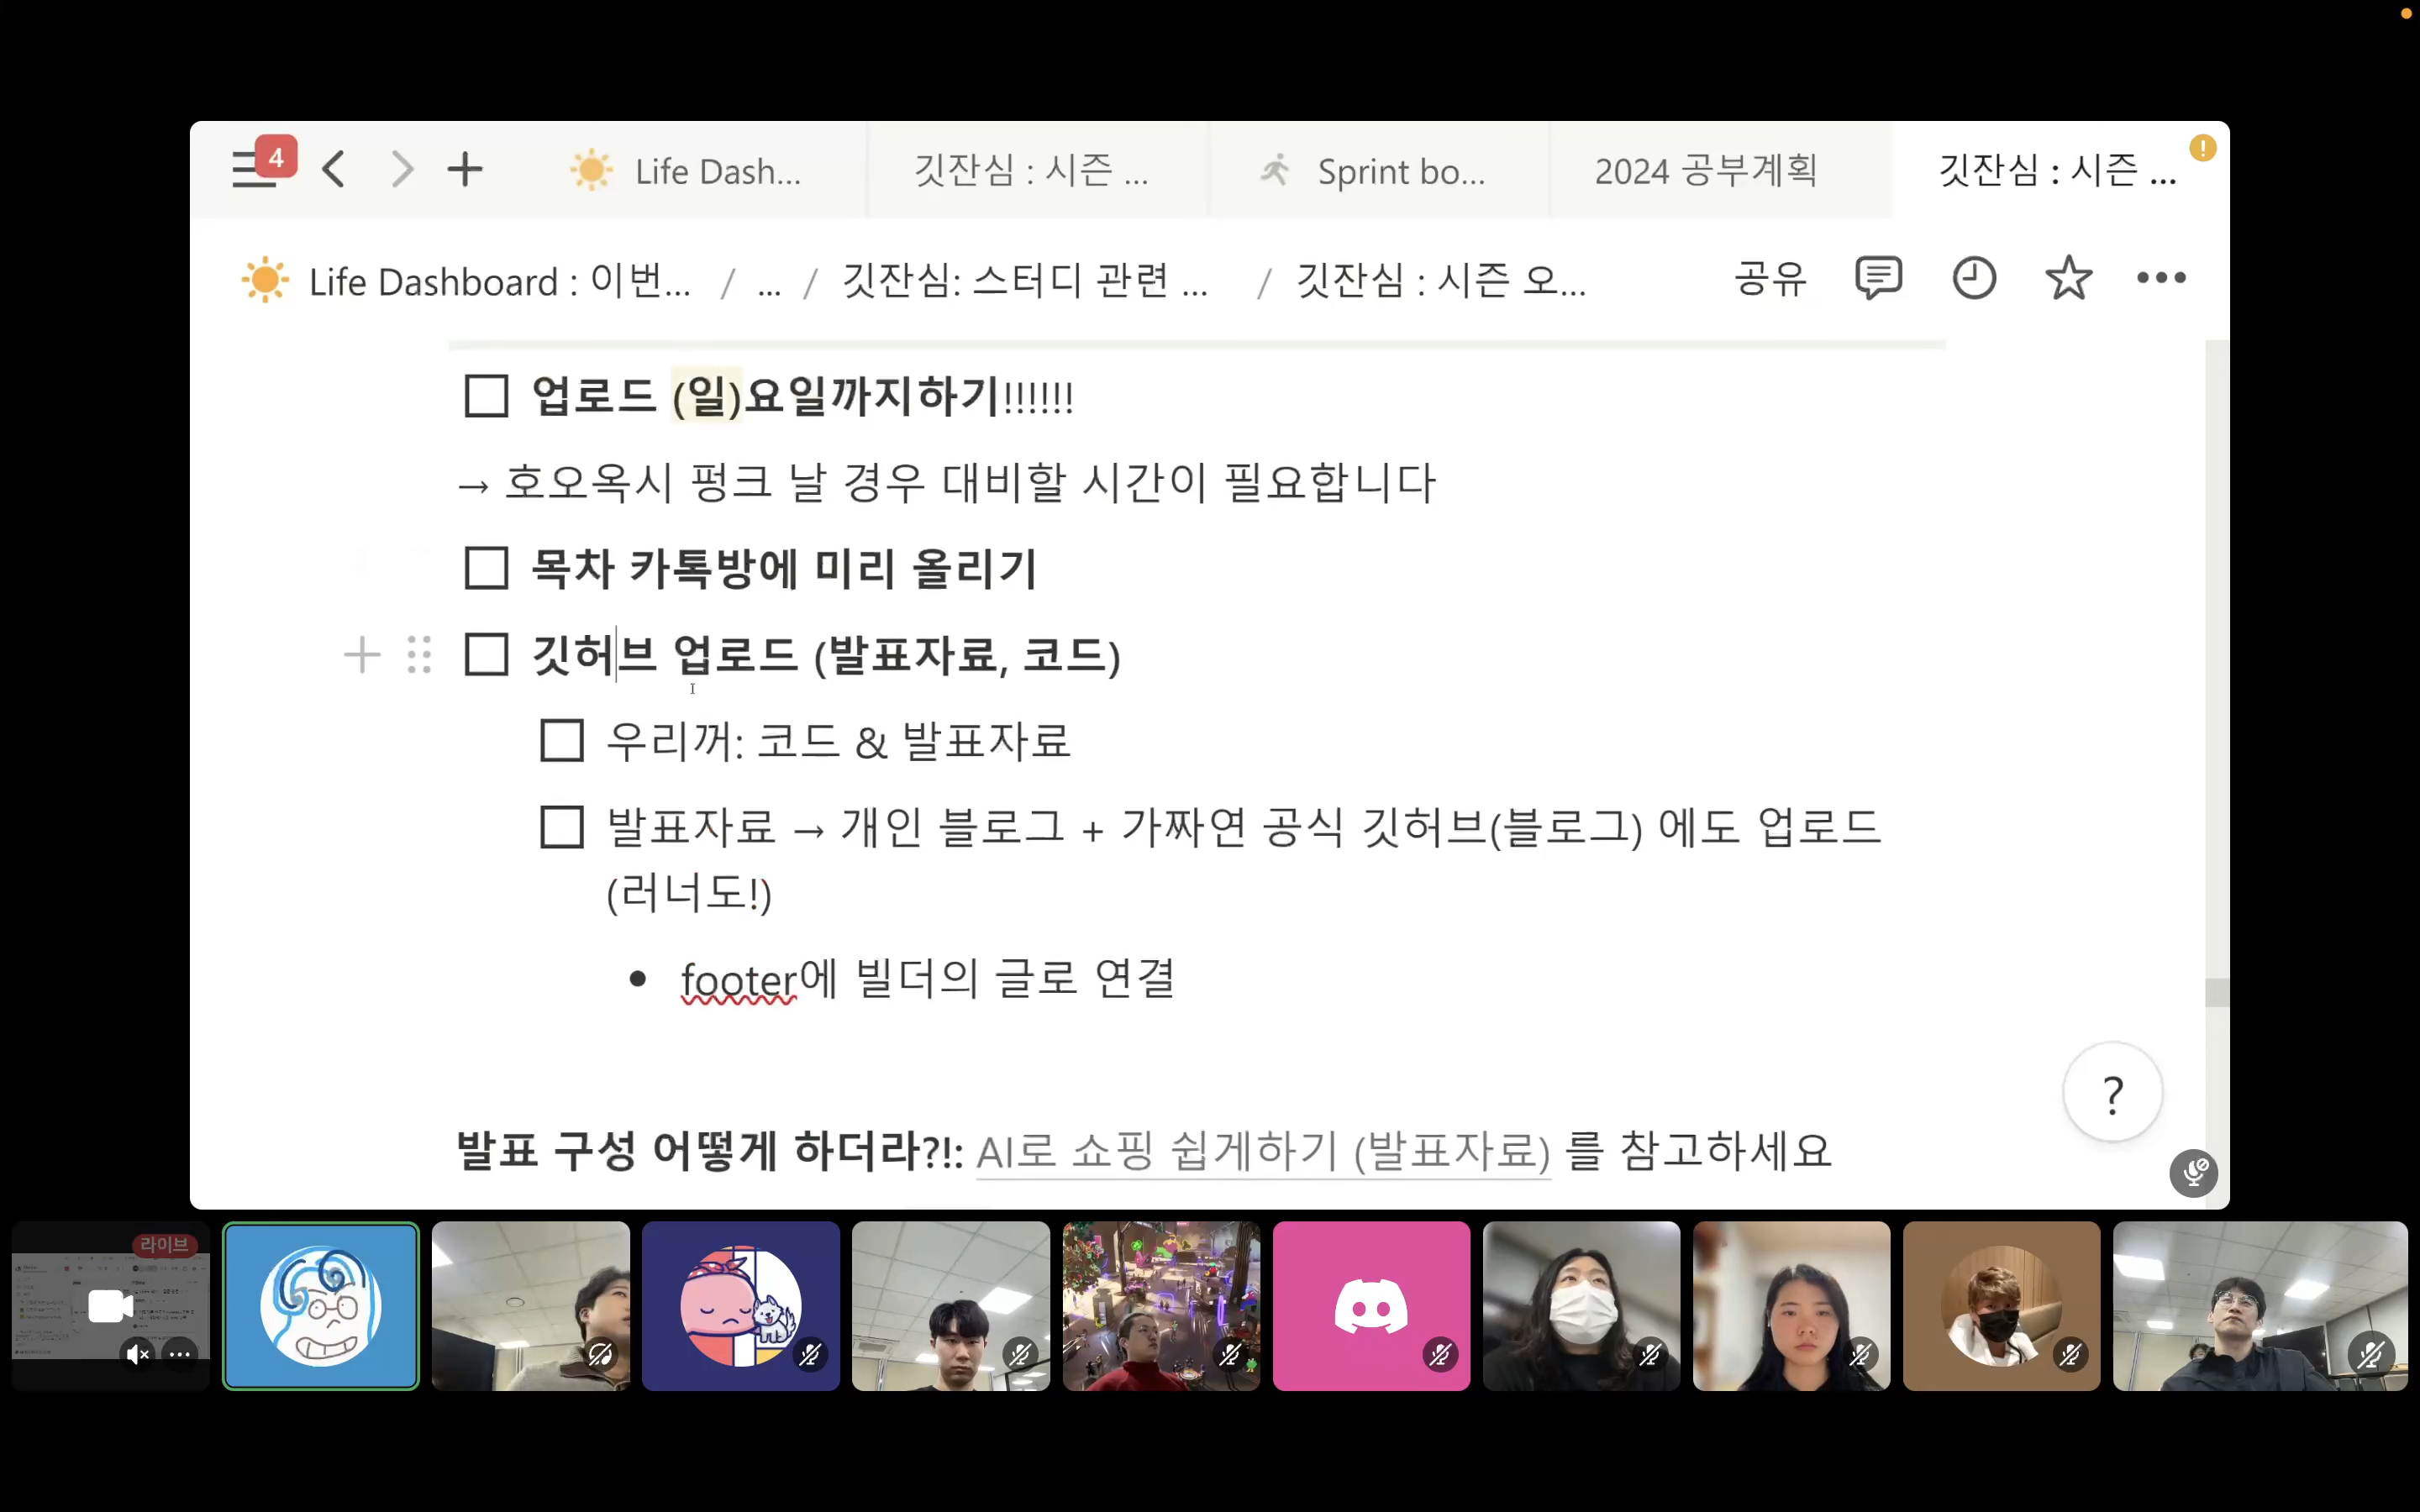 4
Life Dash...
깃잔심 : 시즌 ...
Sprint bo...
2024 공부계획
깃잔심 : 시즌 ...
Life Dashboard : 이번... / ... / 깃잔심: 스터디 관련 ... / 깃잔심 : 시즌 오...
공유
업로드 (일)요일까지하기!!!!!!
→ 호오옥시 펑크 날 경우 대비할 시간이 필요합니다
목차 카톡방에 미리 올리기
깃허브 업로드 (발표자료, 코드)
우리꺼: 코드 & 발표자료
발표자료 → 개인 블로그 + 가짜연 공식 깃허브(블로그) 에도 업로드
(러너도!)
• footer에 빌더의 글로 연결
?
발표 구성 어떻게 하더라?!: AI로 쇼핑 쉽게하기 (발표자료) 를 참고하세요
라이브